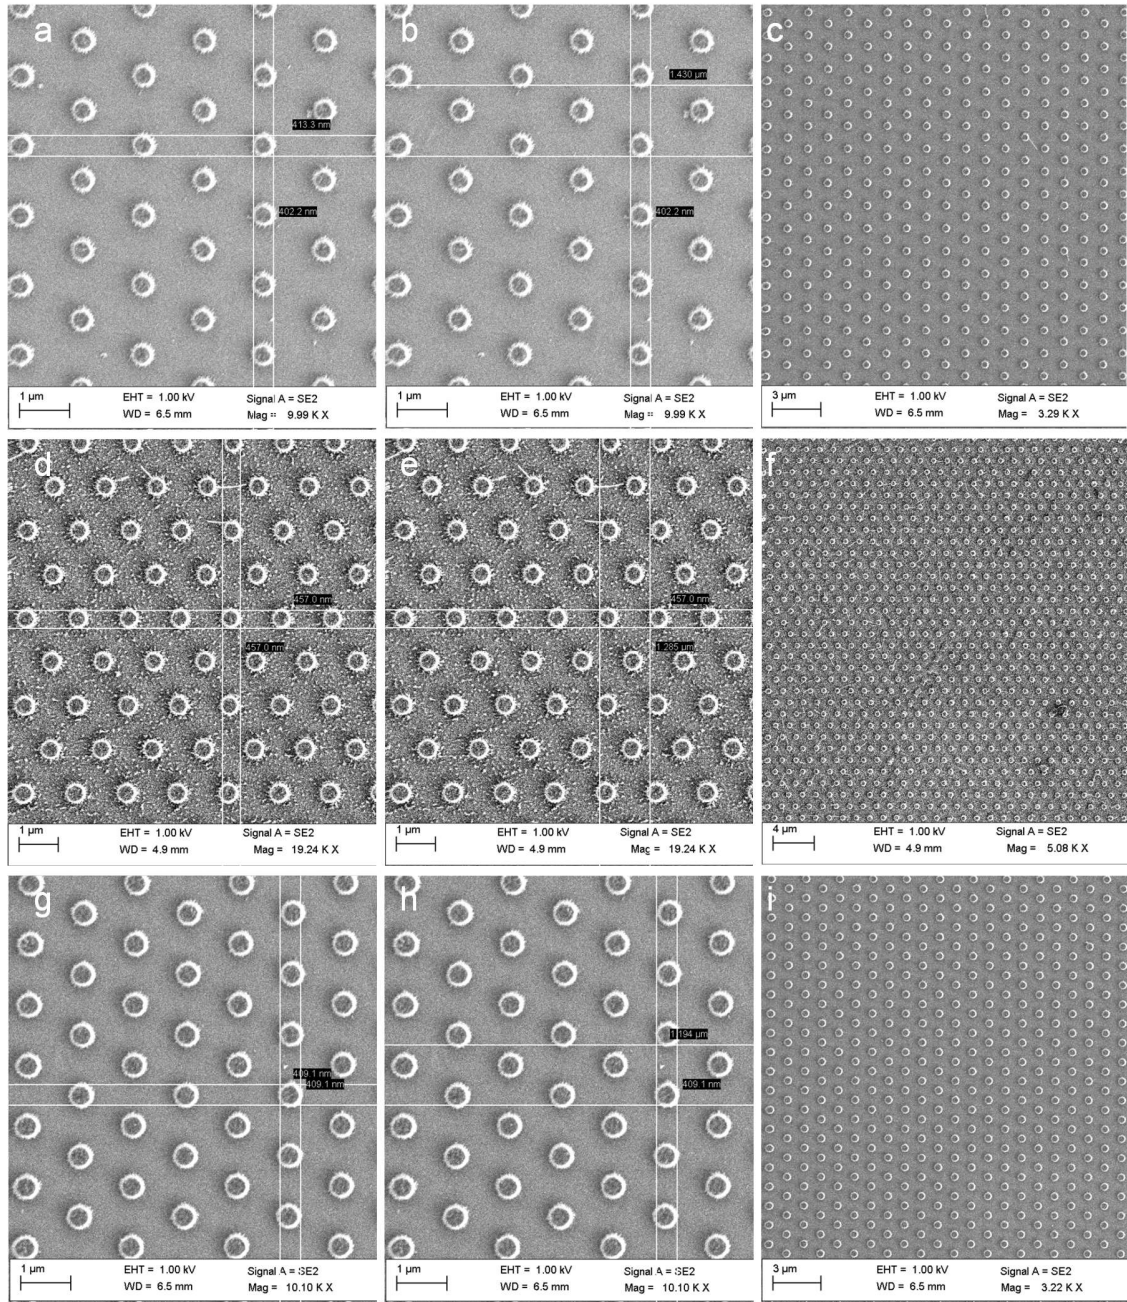 a
413.3 nm
402.2 nm
1 µm
EHT = 1.00 kV
Signal A = SE2
WD = 6.5 mm
Mag = 9.99 K X
b
1.430 µm
402.2 nm
1 µm
EHT = 1.00 kV
Signal A = SE2
WD = 6.5 mm
Mag = 9.99 K X
c
3 µm
EHT = 1.00 kV
Signal A = SE2
WD = 6.5 mm
Mag = 3.29 K X
d
457.0 nm
457.0 nm
1 µm
EHT = 1.00 kV
Signal A = SE2
WD = 4.9 mm
Mag = 19.24 K X
e
457.0 nm
1.285 µm
1 µm
EHT = 1.00 kV
Signal A = SE2
WD = 4.9 mm
Mag = 19.24 K X
f
4 µm
EHT = 1.00 kV
Signal A = SE2
WD = 4.9 mm
Mag = 5.08 K X
g
409.1 nm
409.1 nm
1 µm
EHT = 1.00 kV
Signal A = SE2
WD = 6.5 mm
Mag = 10.10 K X
h
1.194 µm
409.1 nm
1 µm
EHT = 1.00 kV
Signal A = SE2
WD = 6.5 mm
Mag = 10.10 K X
i
3 µm
EHT = 1.00 kV
Signal A = SE2
WD = 6.5 mm
Mag = 3.22 K X